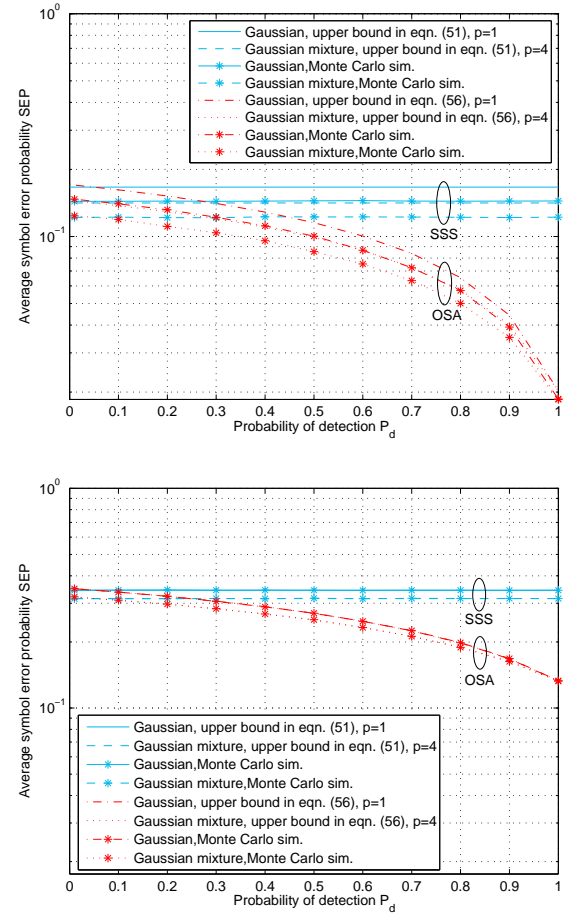 10^0
Gaussian, upper bound in eqn. (51), p=1
Gaussian mixture, upper bound in eqn. (51), p=4
Gaussian,Monte Carlo sim.
Gaussian mixture,Monte Carlo sim.
Gaussian, upper bound in eqn. (56), p=1
Gaussian mixture, upper bound in eqn. (56), p=4
Gaussian,Monte Carlo sim.
Gaussian mixture,Monte Carlo sim.
Average symbol error probability SEP
SSS
10^-1
OSA
0 0.1 0.2 0.3 0.4 0.5 0.6 0.7 0.8 0.9 1
Probability of detection P_d
10^0
Average symbol error probability SEP
SSS
OSA
10^-1
Gaussian, upper bound in eqn. (51), p=1
Gaussian mixture, upper bound in eqn. (51), p=4
Gaussian,Monte Carlo sim.
Gaussian mixture,Monte Carlo sim.
Gaussian, upper bound in eqn. (56), p=1
Gaussian mixture, upper bound in eqn. (56), p=4
Gaussian,Monte Carlo sim.
Gaussian mixture,Monte Carlo sim.
0 0.1 0.2 0.3 0.4 0.5 0.6 0.7 0.8 0.9 1
Probability of detection P_d